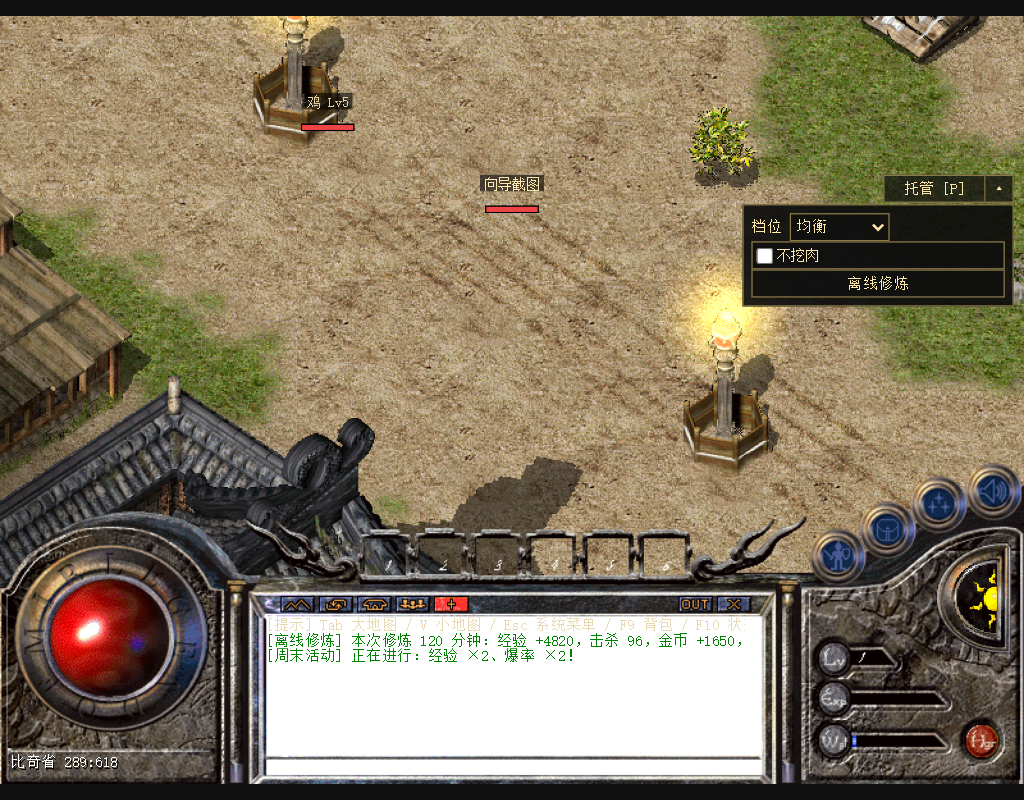 鸡 Lv5
向导截图
托管 [P]
档位 均衡
不挖肉
离线修炼
1 2 3 4 5 6
OUT
[提示] Tab 大地图 / V 小地图 / Esc 系统菜单 / F9 背包 / F10 状
[离线修炼] 本次修炼 120 分钟：经验 +4820，击杀 96，金币 +1650，
[周末活动] 正在进行：经验 ×2、爆率 ×2！
Lv 1
Exp
Hgr
比奇省 289:618